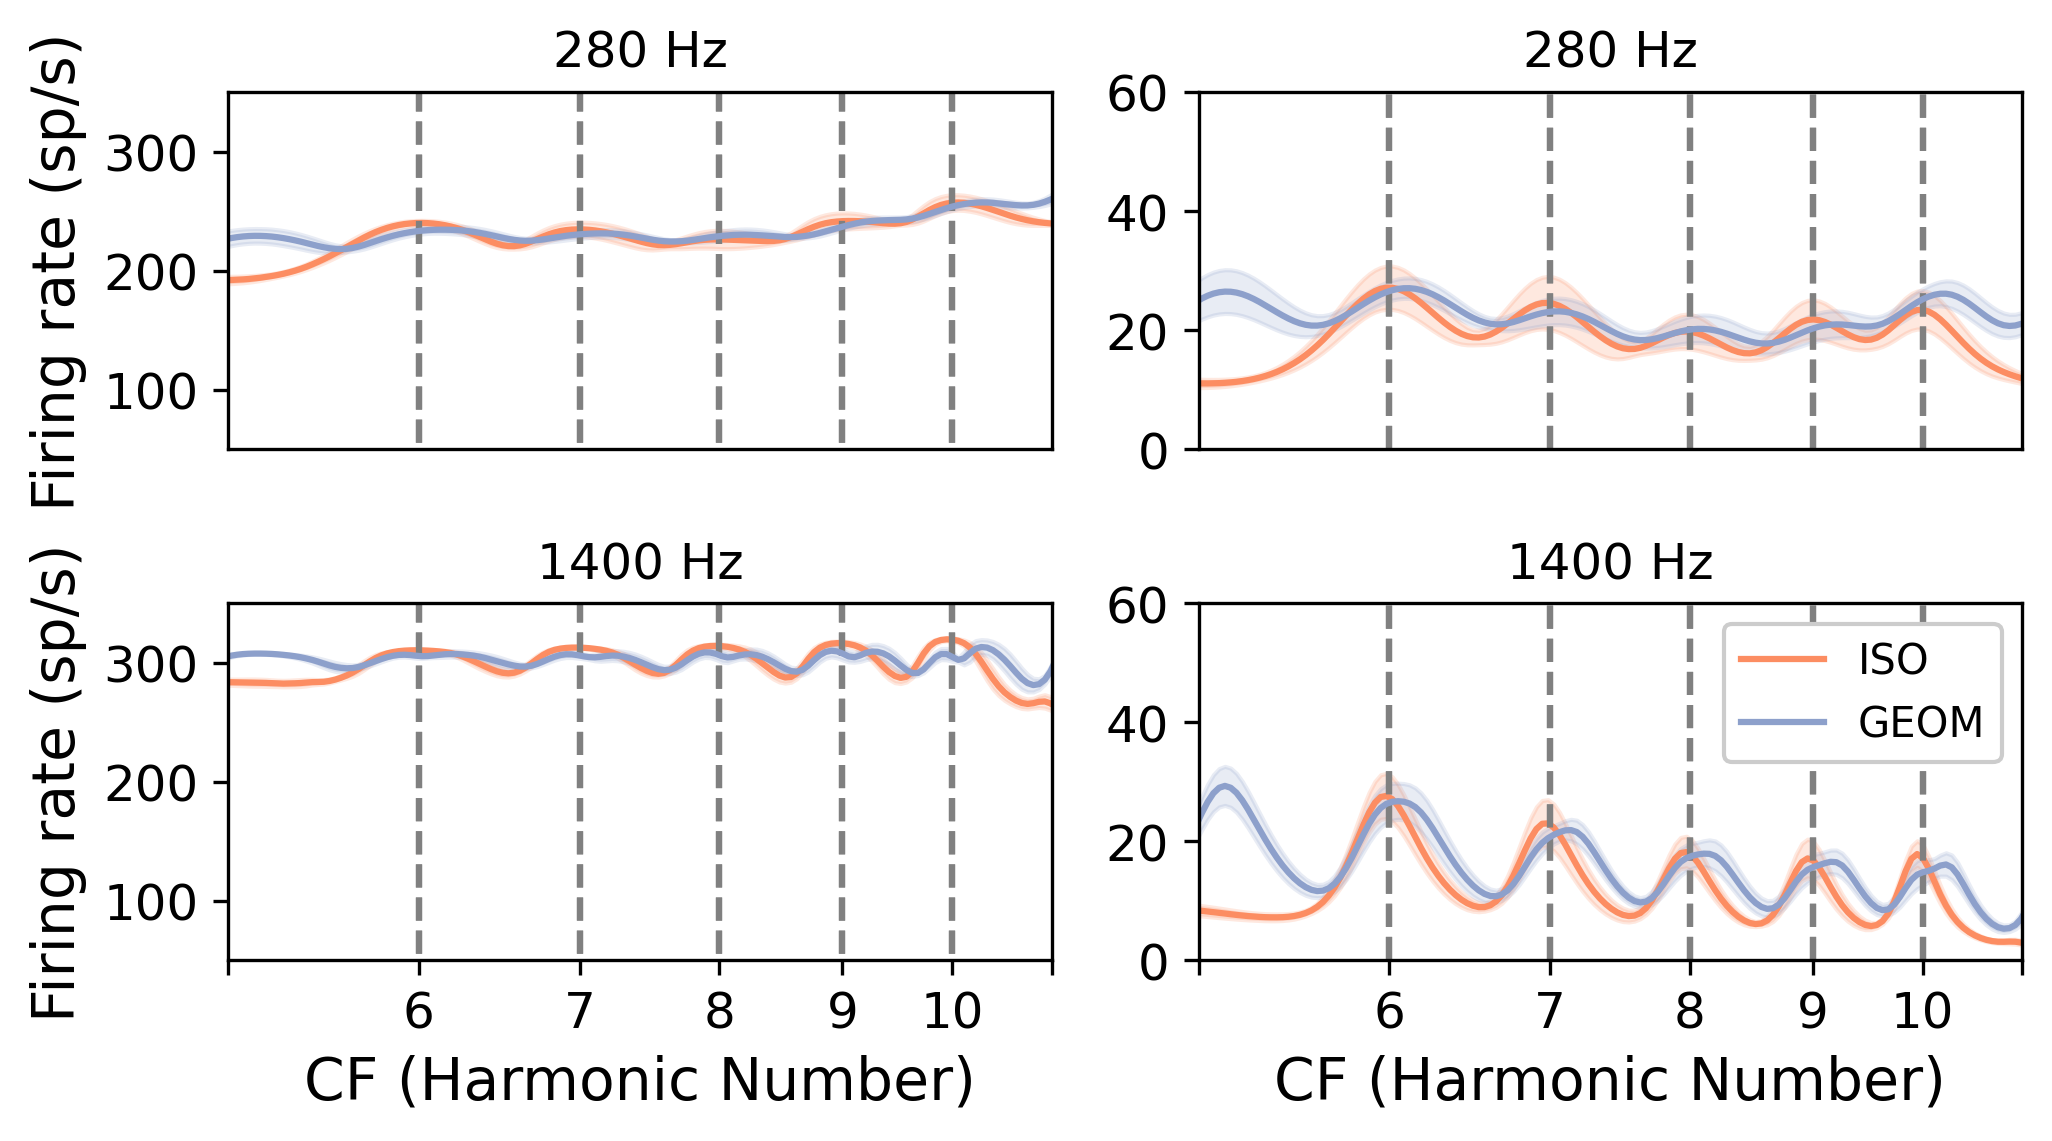 280 Hz
Firing rate (sp/s)
300
200
100
280 Hz
60
40
20
0
1400 Hz
Firing rate (sp/s)
300
200
100
6 7 8 9 10
CF (Harmonic Number)
1400 Hz
60
40
20
0
ISO
GEOM
6 7 8 9 10
CF (Harmonic Number)